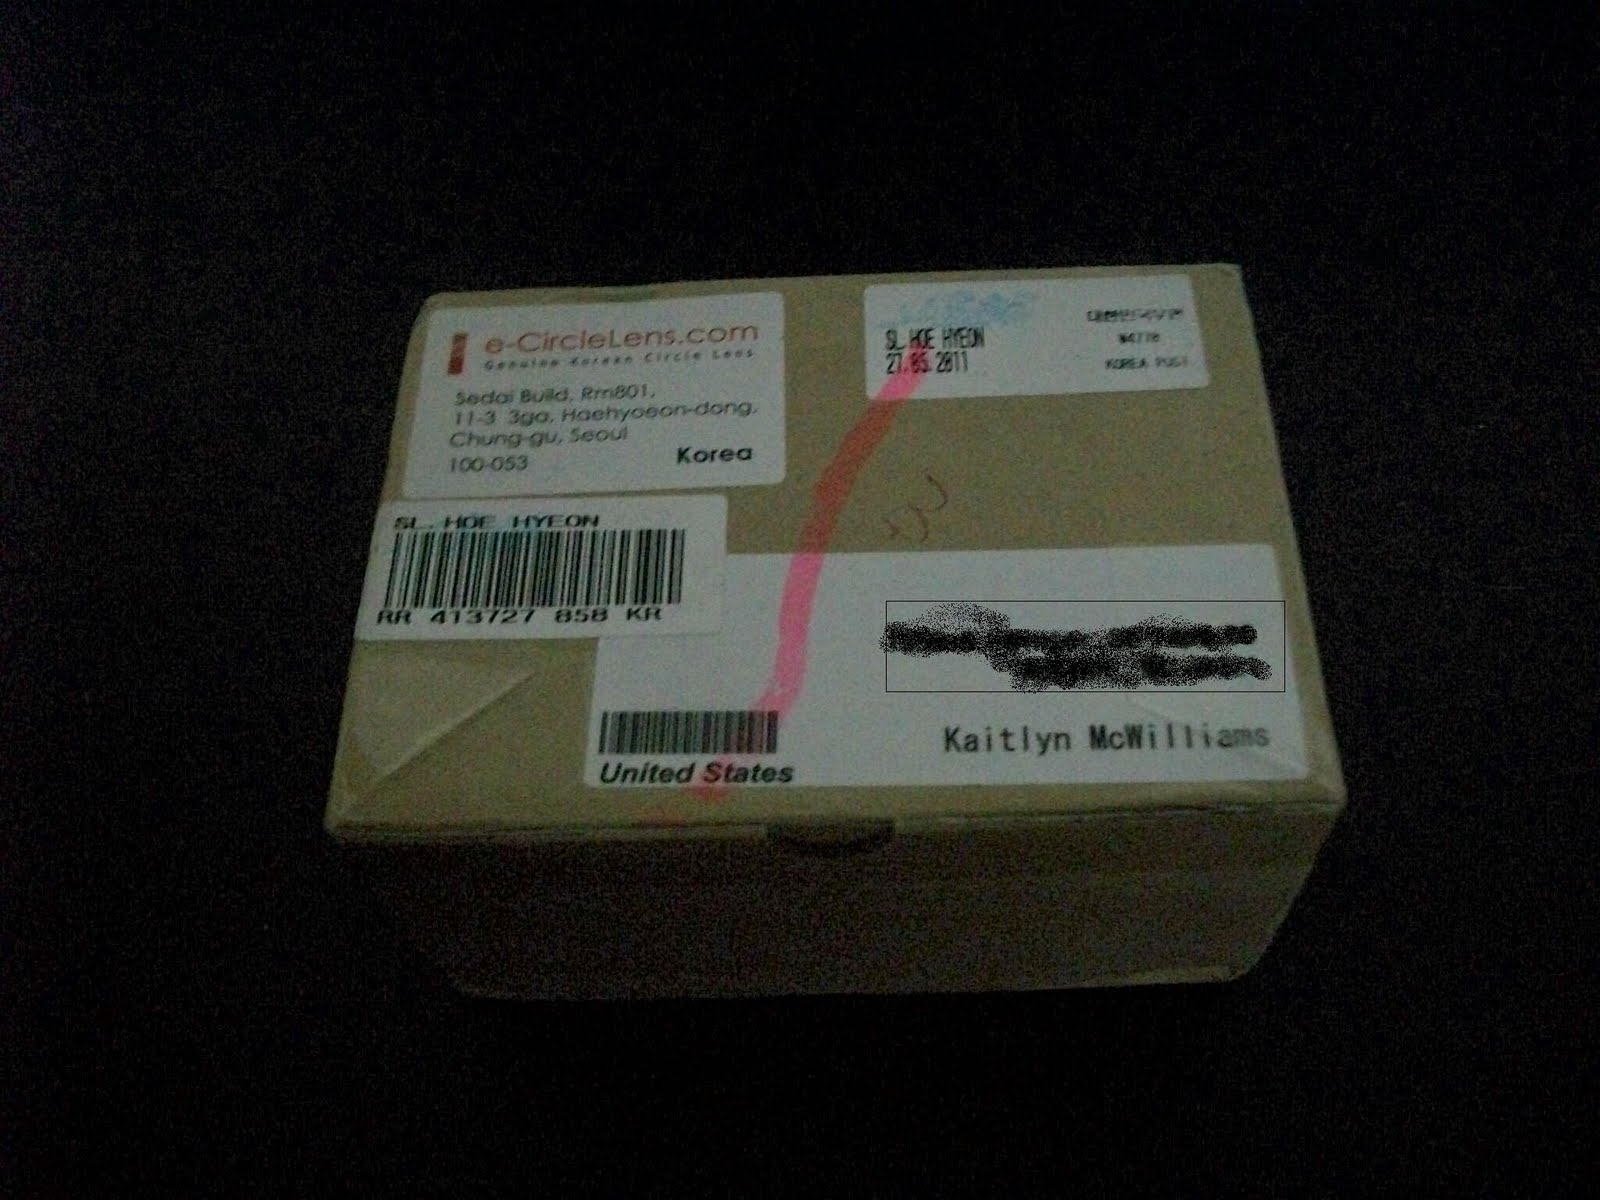 e-CircleLens.com
Genuine Korean Circle Lens
Sedai Build, Rm801,
11-3 3ga, Haehyoeon-dong,
Chung-gu, Seoul
100-053
Korea
SL. HOE HYEON
27.05.2011
KOREA POST
SL. HOE HYEON
RR 413727 858 KR
United States
Kaitlyn McWilliams